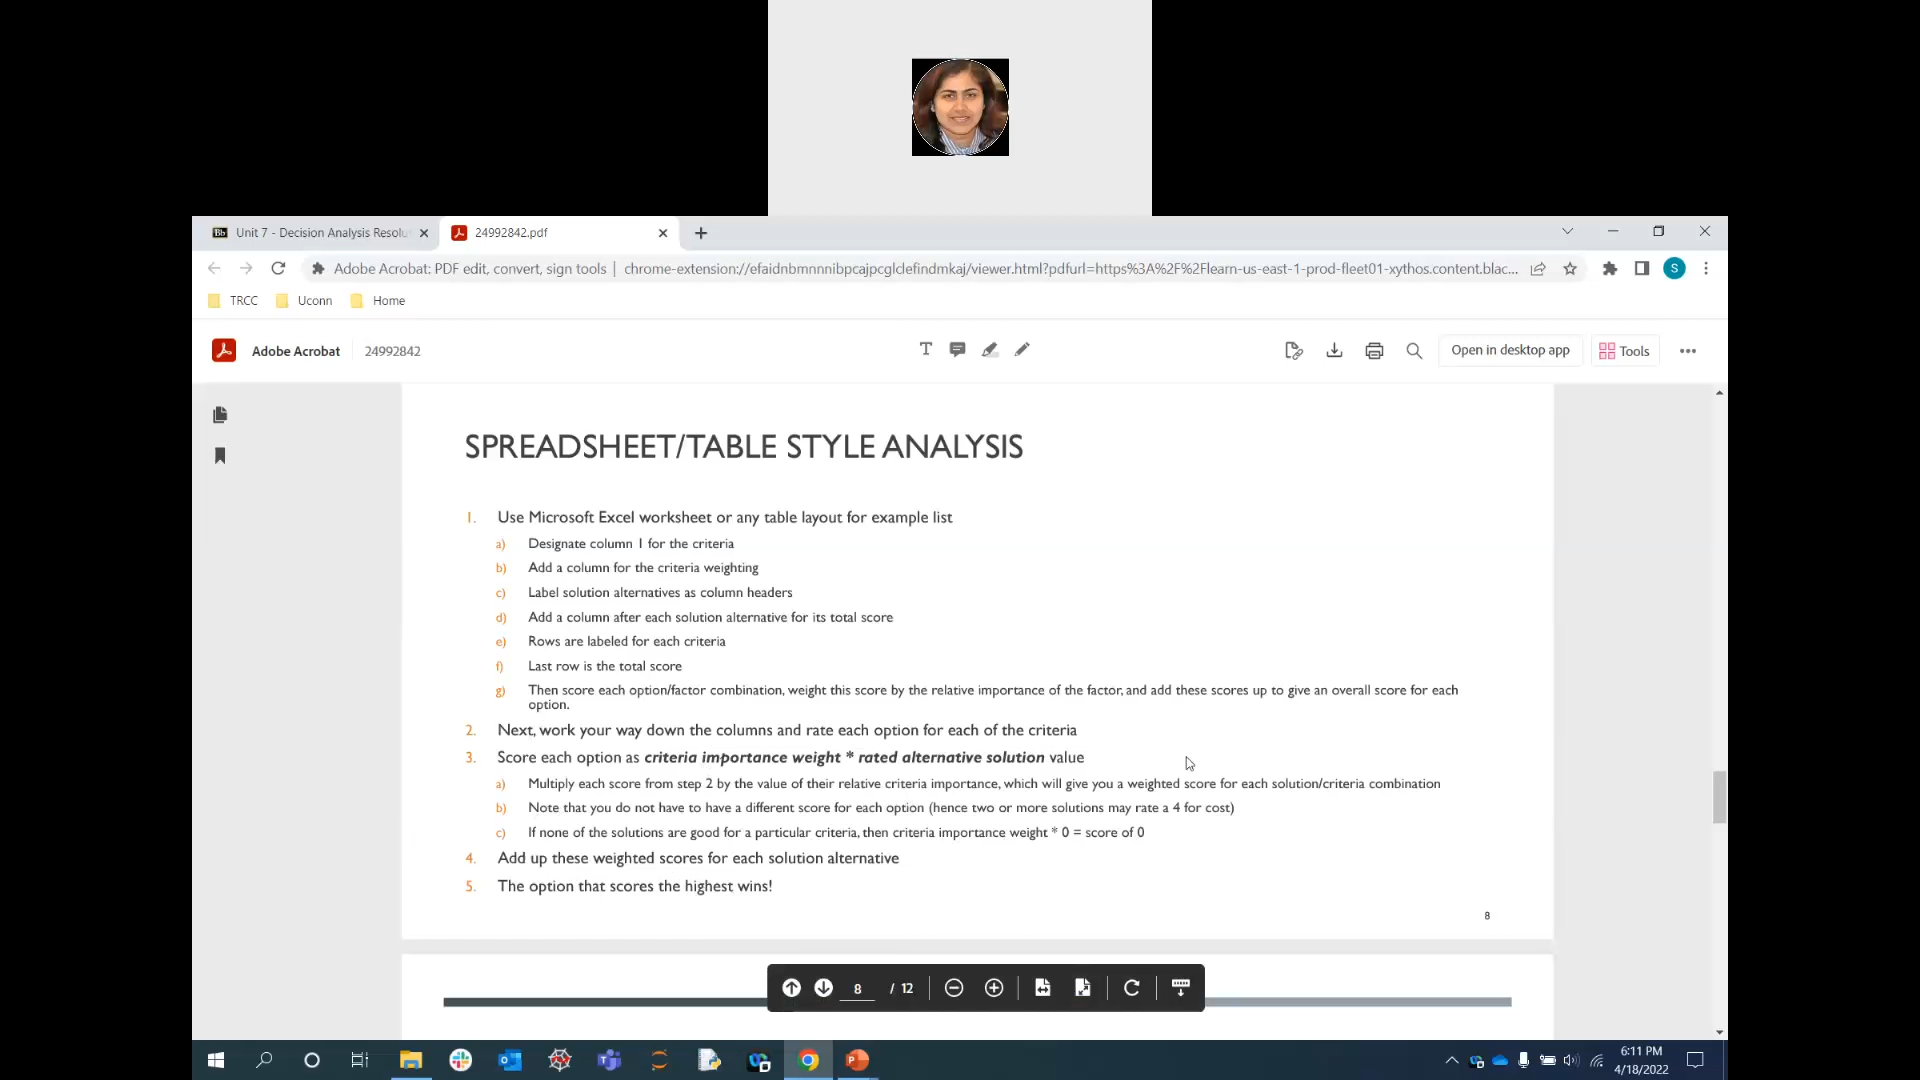 Bb Unit 7 - Decision Analysis Resolu
24992842.pdf
Adobe Acrobat: PDF edit, convert, sign tools | chrome-extension://efaidnbmnnnibpcajpcglclefindmkaj/viewer.html?pdfurl=https%3A%2F%2Flearn-us-east-1-prod-fleet01-xythos.content.blac...
S
TRCC Uconn Home
Adobe Acrobat 24992842
Open in desktop app
Tools
SPREADSHEET/TABLE STYLE ANALYSIS
1. Use Microsoft Excel worksheet or any table layout for example list
a) Designate column 1 for the criteria
b) Add a column for the criteria weighting
c) Label solution alternatives as column headers
d) Add a column after each solution alternative for its total score
e) Rows are labeled for each criteria
f) Last row is the total score
g) Then score each option/factor combination, weight this score by the relative importance of the factor, and add these scores up to give an overall score for each
option.
2. Next, work your way down the columns and rate each option for each of the criteria
3. Score each option as criteria importance weight * rated alternative solution value
a) Multiply each score from step 2 by the value of their relative criteria importance, which will give you a weighted score for each solution/criteria combination
b) Note that you do not have to have a different score for each option (hence two or more solutions may rate a 4 for cost)
c) If none of the solutions are good for a particular criteria, then criteria importance weight * 0 = score of 0
4. Add up these weighted scores for each solution alternative
5. The option that scores the highest wins!
8
8 / 12
6:11 PM
4/18/2022